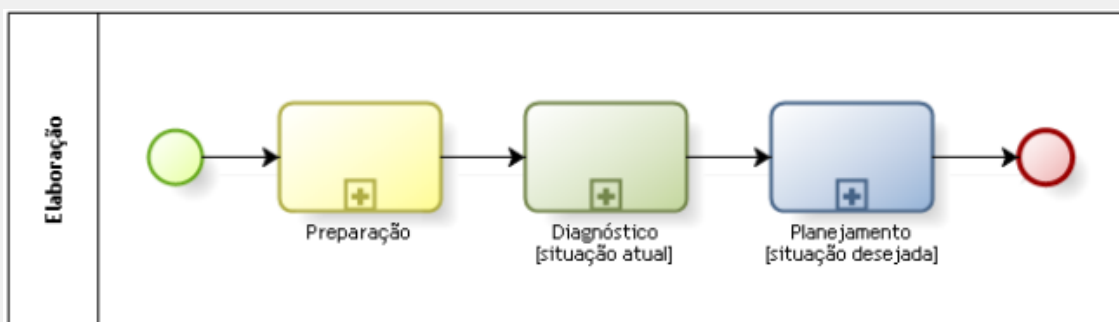 Elaboração
Preparação
Diagnóstico
[situação atual]
Planejamento
[situação desejada]